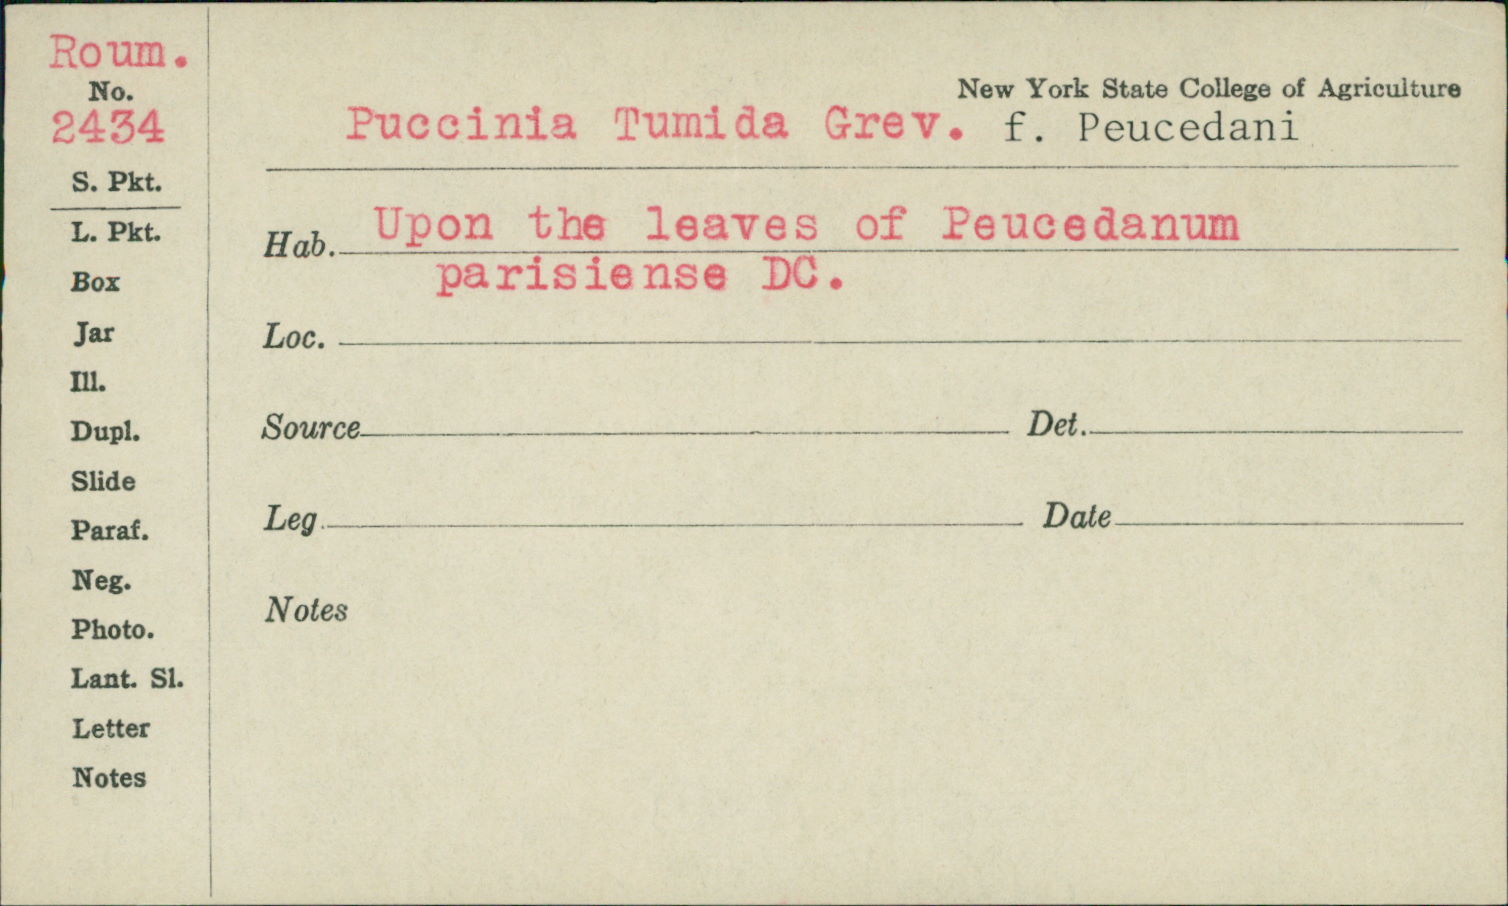 Roum.
No.
2434
S. Pkt.
L. Pkt.
Box
Jar
Ill.
Dupl.
Slide
Paraf.
Neg.
Photo.
Lant. Sl.
Letter
Notes
New York State College of Agriculture
Puccinia Tumida Grev. f. Peucedani
Hab. Upon the leaves of Peucedanum
parisiense DC.
Loc.
Source Det.
Leg. Date
Notes